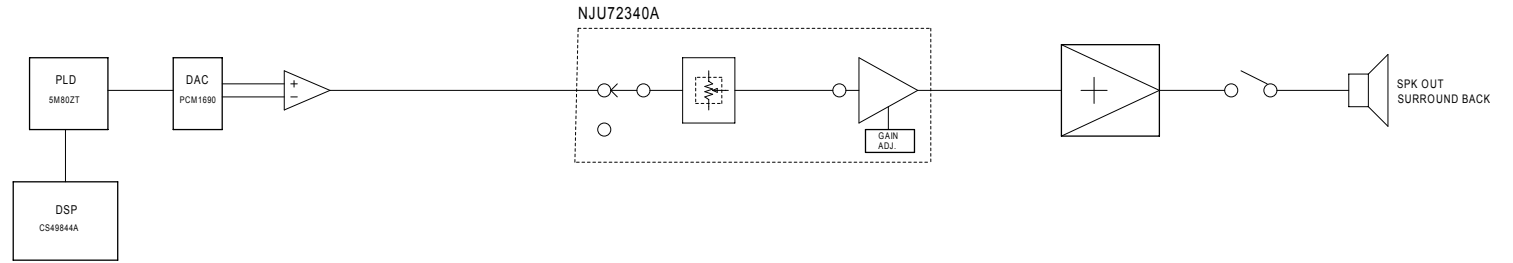 NJU72340A
PLD
5M80ZT
DAC
PCM1690
+
−
GAIN
ADJ.
SPK OUT
SURROUND BACK
DSP
CS49844A